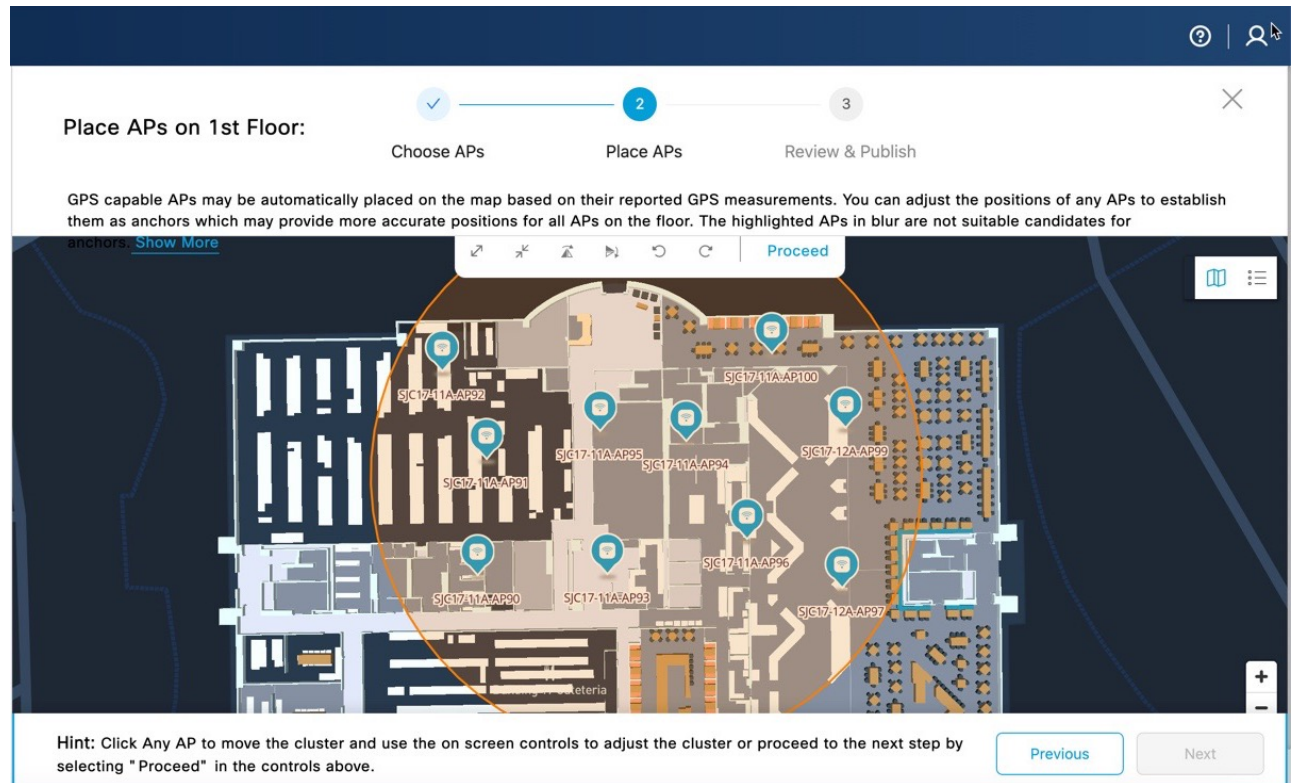 2
3
Place APs on 1st Floor:
Choose APs
Place APs
Review & Publish
GPS capable APs may be automatically placed on the map based on their reported GPS measurements. You can adjust the positions of any APs to establish
them as anchors which may provide more accurate positions for all APs on the floor. The highlighted APs in blur are not suitable candidates for
anchors. Show More
Proceed
SJC17-11A-AP100
SJC17-11A-AP92
SJC17-11A-AP95
SJC17-11A-AP94
SJC17-12A-AP99
SJC17-11A-AP91
SJC17-11A-AP96
SJC17-11A-AP90
SJC17-11A-AP93
SJC17-12A-AP97
Hint: Click Any AP to move the cluster and use the on screen controls to adjust the cluster or proceed to the next step by
selecting "Proceed" in the controls above.
Previous
Next